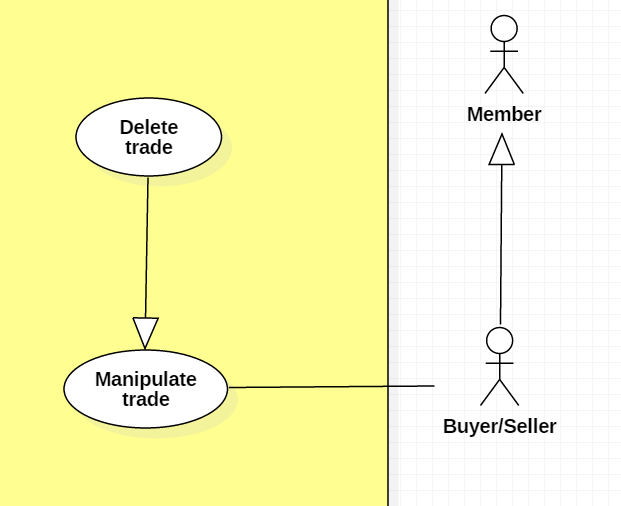 Member
Delete
trade
Manipulate
trade
Buyer/Seller